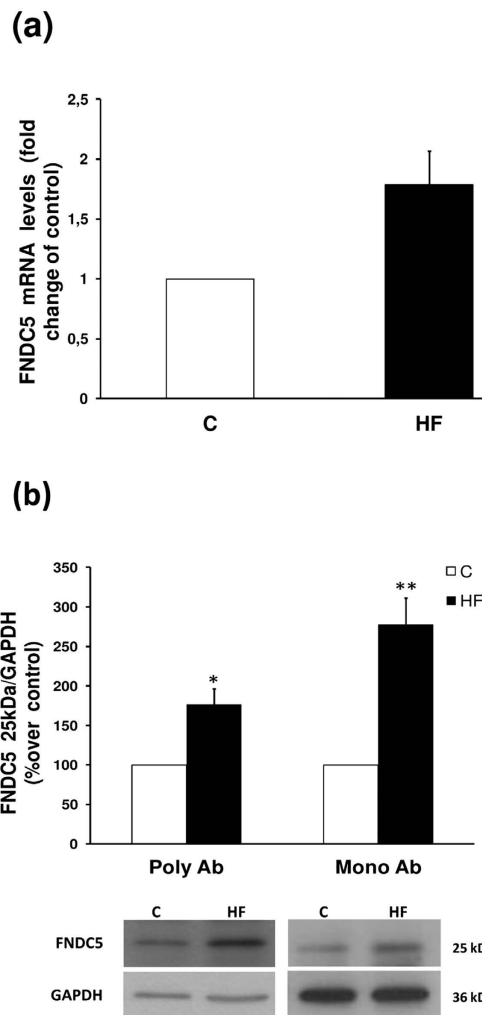 (a)
FNDC5 mRNA levels (fold
change of control)
2,5
2
1,5
1
0,5
0
C
HF
(b)
FNDC5 25kDa/GAPDH
(%over control)
350
300
250
200
150
100
50
0
*
**
C
HF
Poly Ab
Mono Ab
C
HF
C
HF
FNDC5
25 kD
GAPDH
36 kD